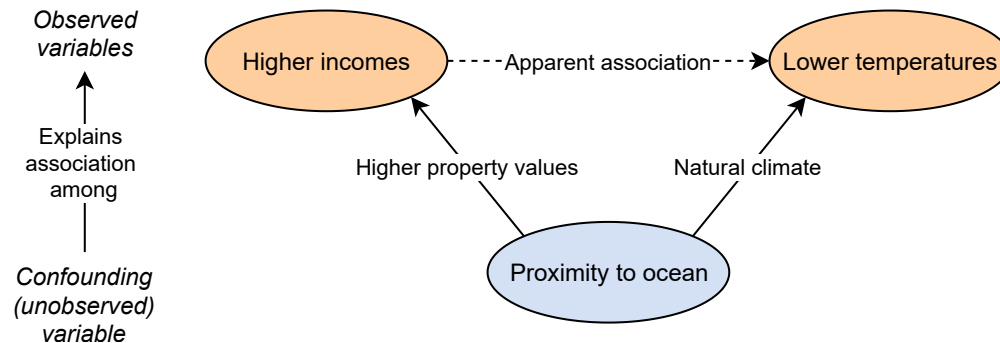 Observed
variables
Explains
association
among
Confounding
(unobserved)
variable
Higher incomes
Apparent association
Lower temperatures
Higher property values
Natural climate
Proximity to ocean